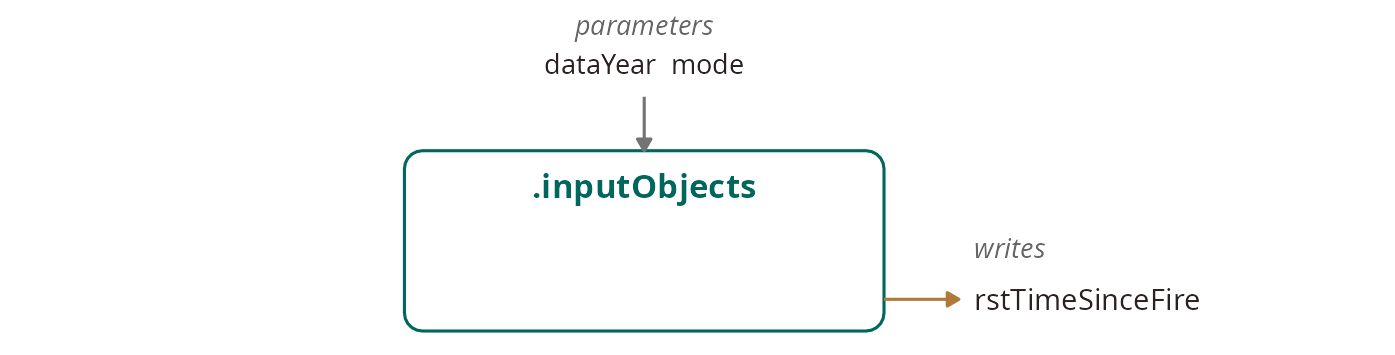 parameters
dataYear mode
.inputObjects
writes
rstTimeSinceFire